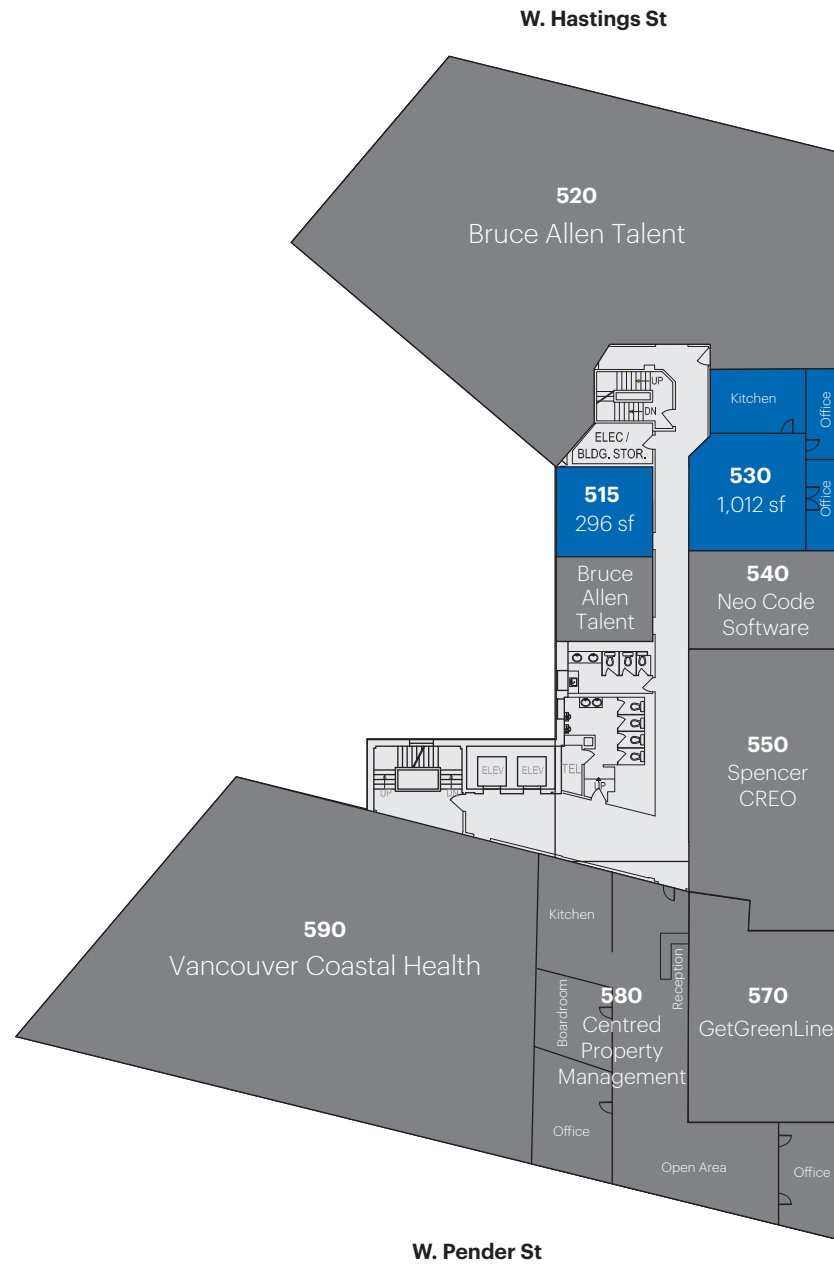 W. Hastings St
520
Bruce Allen Talent
UP
DN
ELEC /
BLDG. STOR.
Kitchen
Office
515
296 sf
530
1,012 sf
Office
Bruce
Allen
Talent
540
Neo Code
Software
550
Spencer
CREO
UP
DN
ELEV
ELEV
TEL
UP
590
Vancouver Coastal Health
Kitchen
Boardroom
Reception
580
Centred
Property
Management
570
GetGreenLine
Office
Open Area
Office
W. Pender St